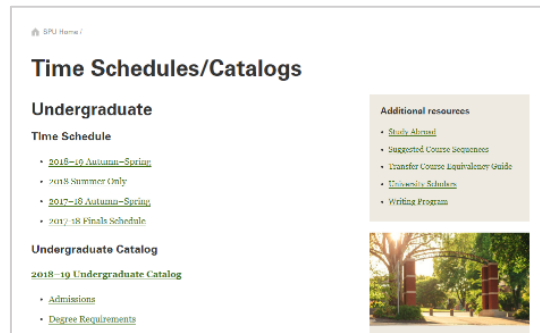 SPU Home /
Time Schedules/Catalogs
Undergraduate
Time Schedule
• 2018–19 Autumn–Spring
• 2018 Summer Only
• 2017–18 Autumn–Spring
• 2017-18 Finals Schedule
Undergraduate Catalog
2018–19 Undergraduate Catalog
• Admissions
• Degree Requirements
Additional resources
• Study Abroad
• Suggested Course Sequences
• Transfer Course Equivalency Guide
• University Scholars
• Writing Program